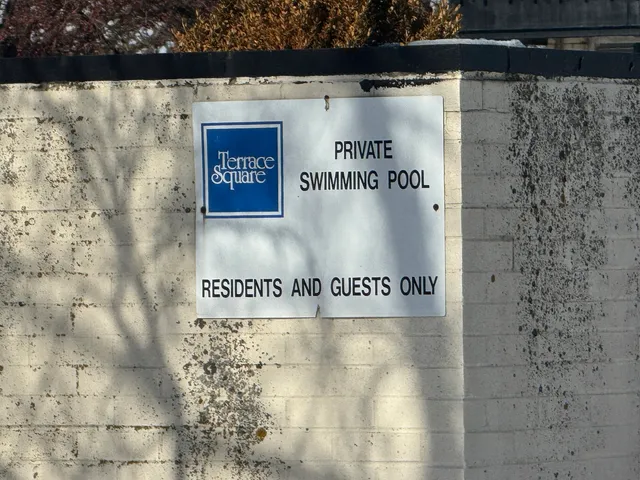 Terrace
Square
PRIVATE
SWIMMING POOL
RESIDENTS AND GUESTS ONLY